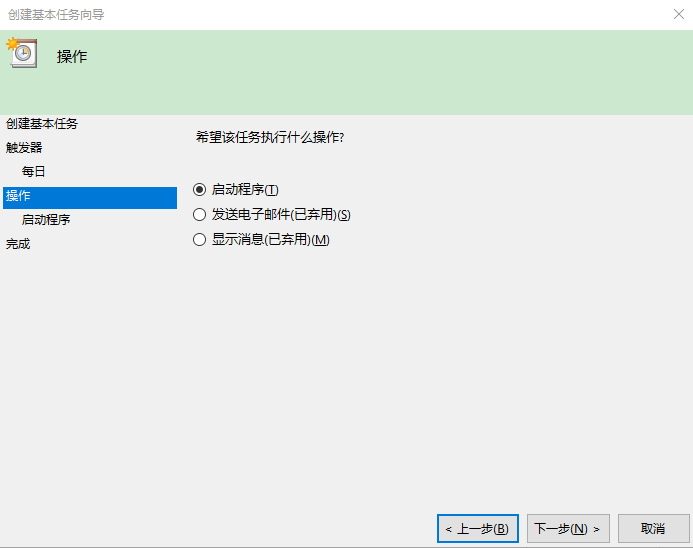 创建基本任务向导
操作
创建基本任务
触发器
每日
操作
启动程序
完成
希望该任务执行什么操作?
启动程序(T)
发送电子邮件(已弃用)(S)
显示消息(已弃用)(M)
< 上一步(B)
下一步(N) >
取消